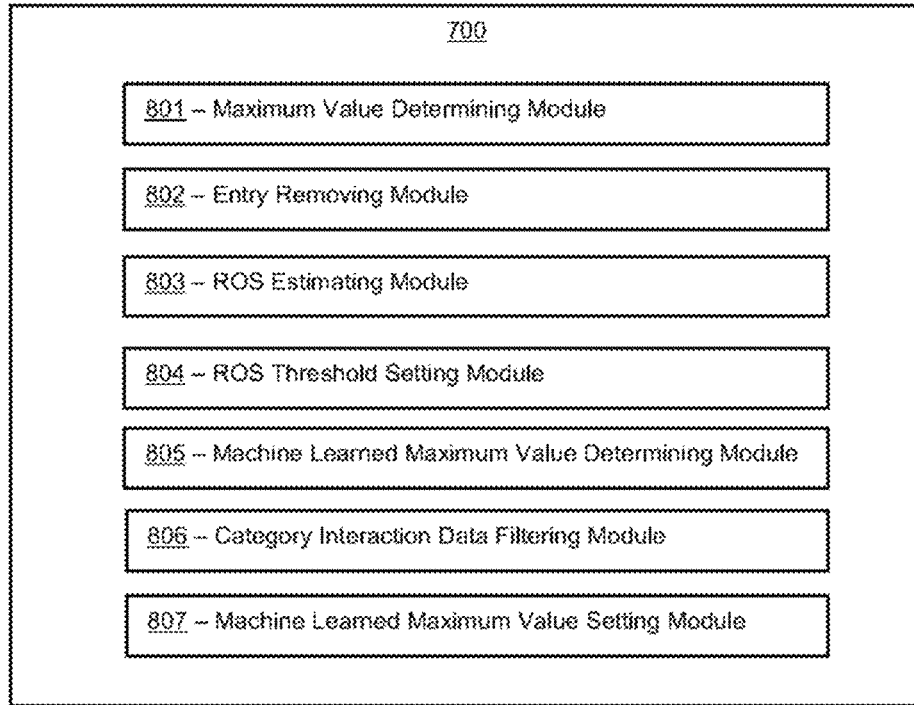 700
801 – Maximum Value Determining Module
802 – Entry Removing Module
803 – ROS Estimating Module
804 – ROS Threshold Setting Module
805 – Machine Learned Maximum Value Determining Module
806 – Category Interaction Data Filtering Module
807 – Machine Learned Maximum Value Setting Module